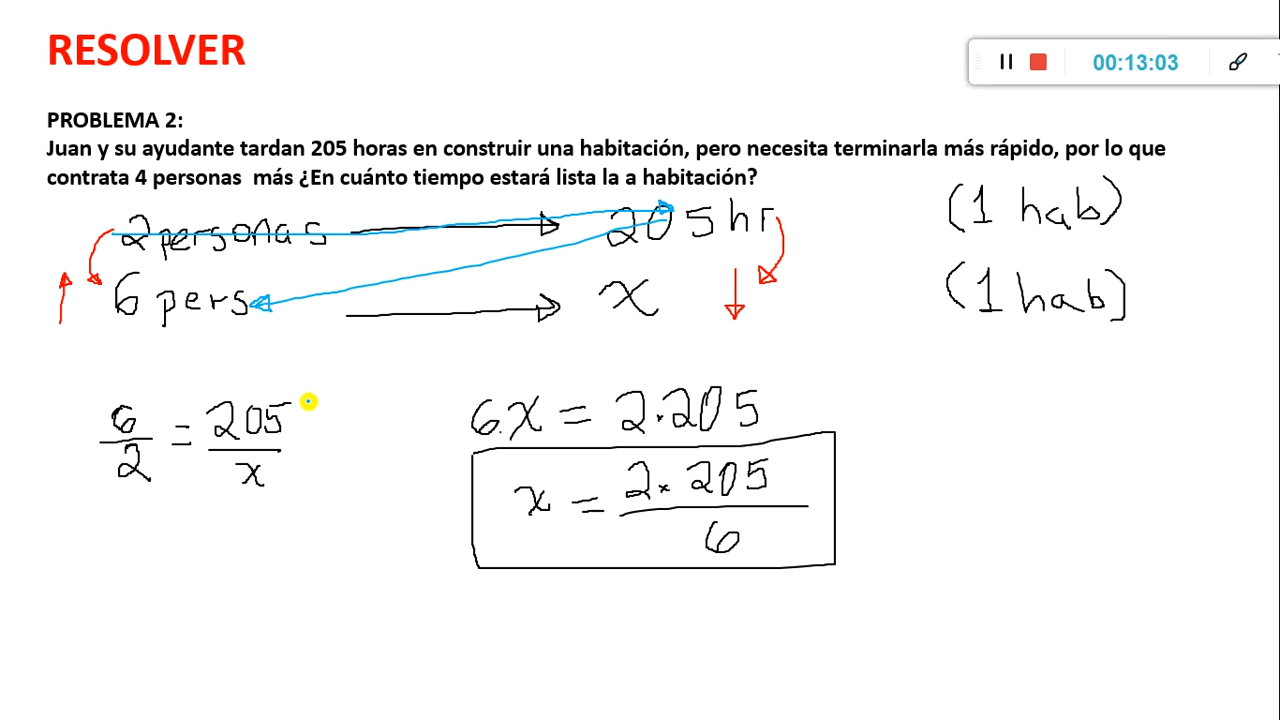 RESOLVER
00:13:03
PROBLEMA 2:
Juan y su ayudante tardan 205 horas en construir una habitación, pero necesita terminarla más rápido, por lo que
contrata 4 personas más ¿En cuánto tiempo estará lista la a habitación?
2 personas 205 hr (1 hab)
6 pers x (1 hab)
6/2 = 205/x
6.x = 2.205
x = 2 x 205 / 6